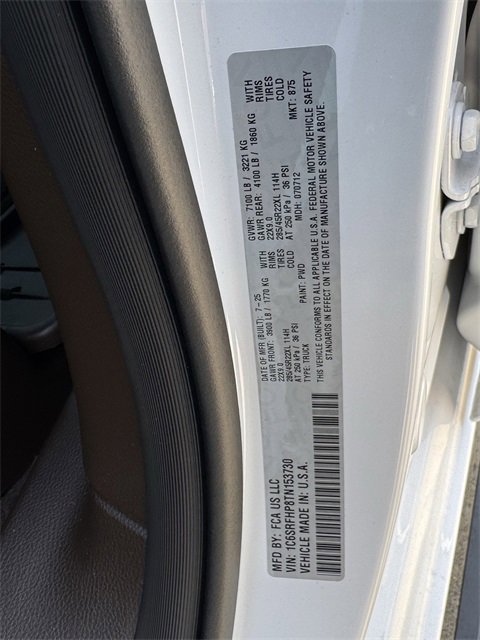 MFD BY: FCA US LLC
DATE OF MFR (BUILT): 7-25
GVWR: 7100 LB / 3221 KG
GAWR FRONT: 3900 LB / 1770 KG WITH
GAWR REAR: 4100 LB / 1860 KG WITH
22X9.0 RIMS
22X9.0 RIMS
285/45R22XL 114H TIRES
285/45R22XL 114H TIRES
AT 250 kPa / 36 PSI COLD
AT 250 kPa / 36 PSI COLD
VIN: 1C6SRFHP8TN153730
TYPE: TRUCK
PAINT: PWD
MDH: 070712
MKT: 875
VEHICLE MADE IN: U.S.A.
THIS VEHICLE CONFORMS TO ALL APPLICABLE U.S.A. FEDERAL MOTOR VEHICLE SAFETY
STANDARDS IN EFFECT ON THE DATE OF MANUFACTURE SHOWN ABOVE.